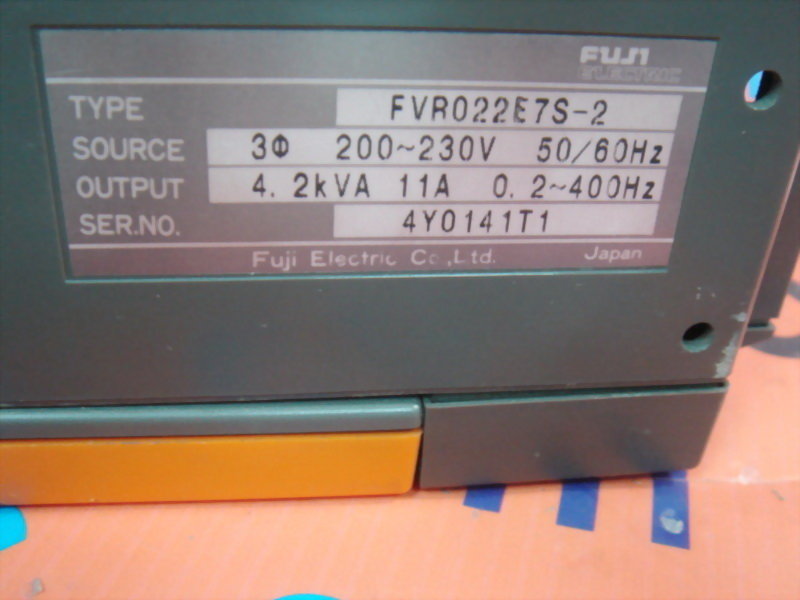 FUJI
ELECTRIC
TYPE FVR022E7S-2
SOURCE 3Φ 200~230V 50/60Hz
OUTPUT 4.2kVA 11A 0.2~400Hz
SER.NO. 4Y0141T1
Fuji Electric Co.,Ltd. Japan